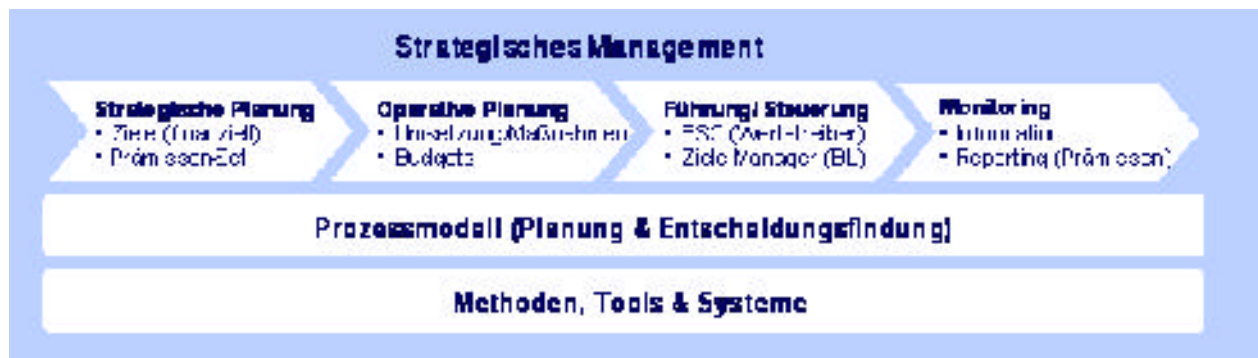 Strategisches Management
Strategische Planung
• Ziele (finanziell)
• Prämissen-Set
Operative Planung
• Umsetzung/Maßnahmen
• Budgets
Führung/ Steuerung
• BSC (Werttreiber)
• Ziele Manager (BL)
Monitoring
• Information
• Reporting (Prämissen)
Prozessmodell (Planung & Entscheidungsfindung)
Methoden, Tools & Systeme